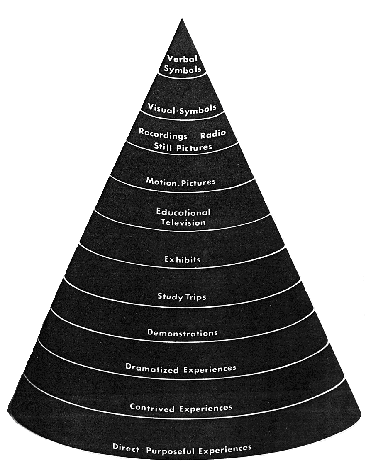 Verbal
Symbols
Visual·Symbols
Recordings Radio
Still Pictures
Motion.Pictures
Educational
Television
Exhibits
Study Trips
Demonstrations
Dramatized Experiences
Contrived Experiences
Direct Purposeful Experiences